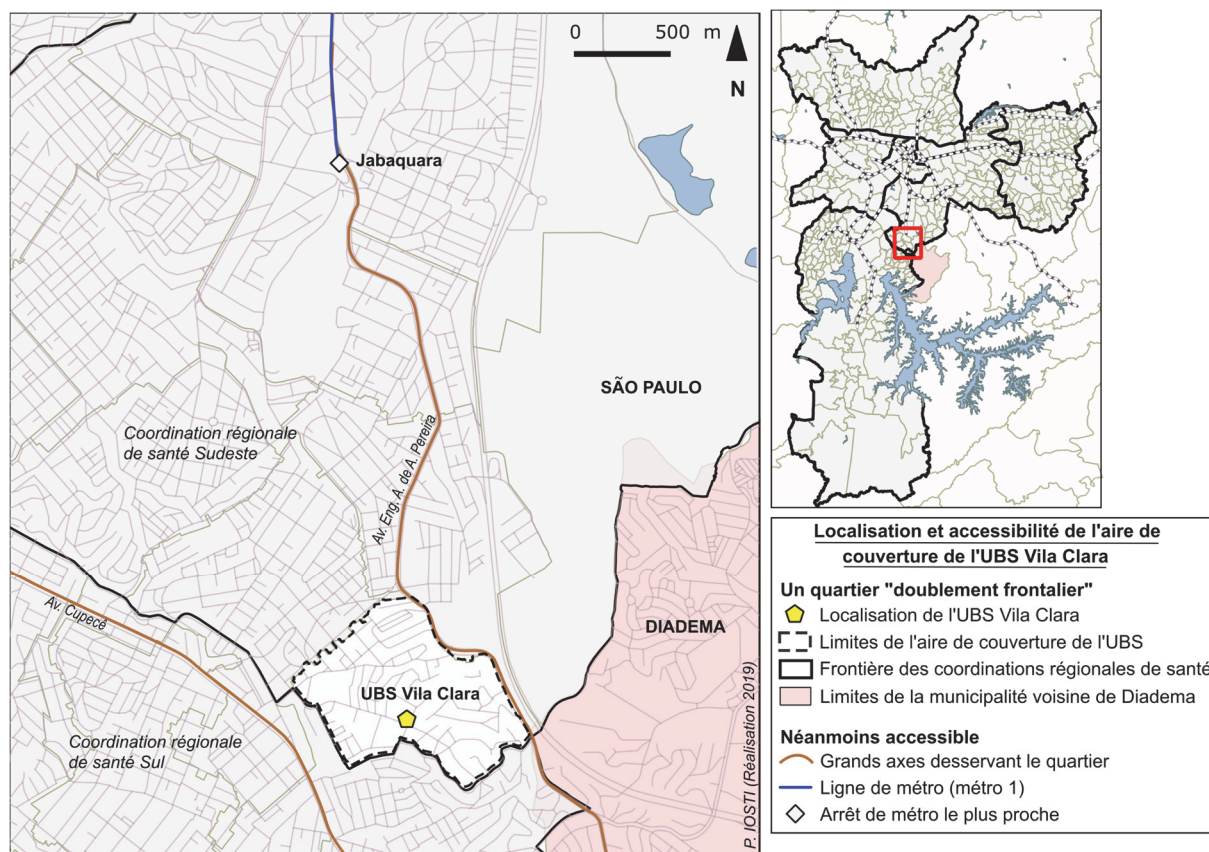 0 500 m
N
Jabaquara
SÃO PAULO
Coordination régionale
de santé Sudeste
Av. Eng. A. de A. Pereira
Av. Cupecê
DIADEMA
UBS Vila Clara
Coordination régionale
de santé Sul
P. IOSTI (Réalisation 2019)
Localisation et accessibilité de l'aire de
couverture de l'UBS Vila Clara
Un quartier "doublement frontalier"
Localisation de l'UBS Vila Clara
Limites de l'aire de couverture de l'UBS
Frontière des coordinations régionales de santé
Limites de la municipalité voisine de Diadema
Néanmoins accessible
Grands axes desservant le quartier
Ligne de métro (métro 1)
Arrêt de métro le plus proche